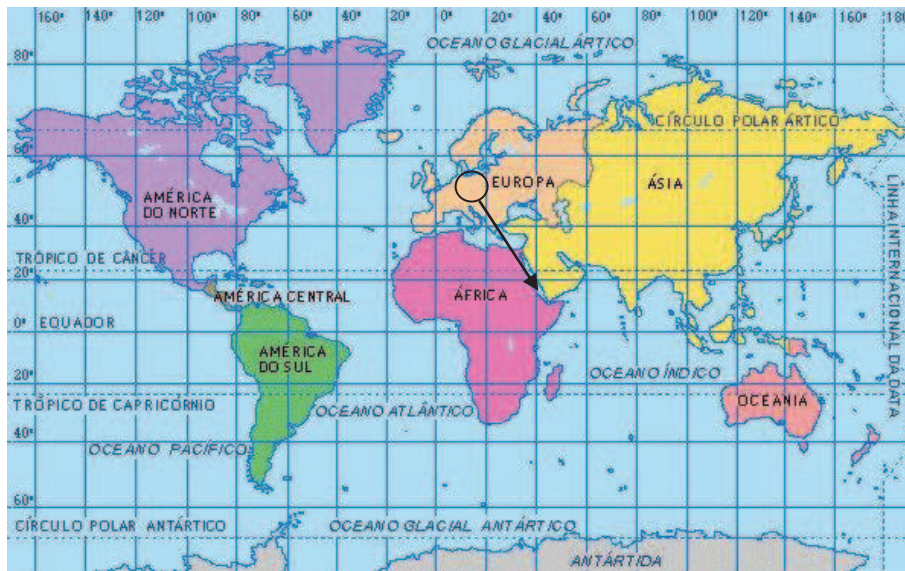 160° 120° 100° 80° 60° 40° 20° 0° 20° 40° 60° 80° 100° 120° 140° 160° 180
OCEANO GLACIAL ÁRTICO
80°
CÍRCULO POLAR ÁRTICO
60°
EUROPA
ÁSIA
AMÉRICA
DO NORTE
40°
LINHA INTERNACIONAL DA DATA
TRÓPICO DE CÂNCER
20°
AMÉRICA CENTRAL
ÁFRICA
0° EQUADOR
AMÉRICA
DO SUL
OCEANO ÍNDICO
20°
TRÓPICO DE CAPRICÓRNIO
OCEANO ATLÂNTICO
OCEANIA
40°
OCEANO PACÍFICO
60°
CÍRCULO POLAR ANTÁRTICO
OCEANO GLACIAL ANTÁRTICO
ANTÁRTIDA